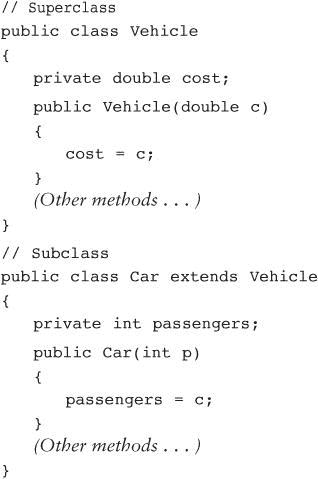 // Superclass
public class Vehicle
{
private double cost;
public Vehicle(double c)
{
cost = c;
}
(Other methods . . . )
}
// Subclass
public class Car extends Vehicle
{
private int passengers;
public Car(int p)
{
passengers = c;
}
(Other methods . . . )
}